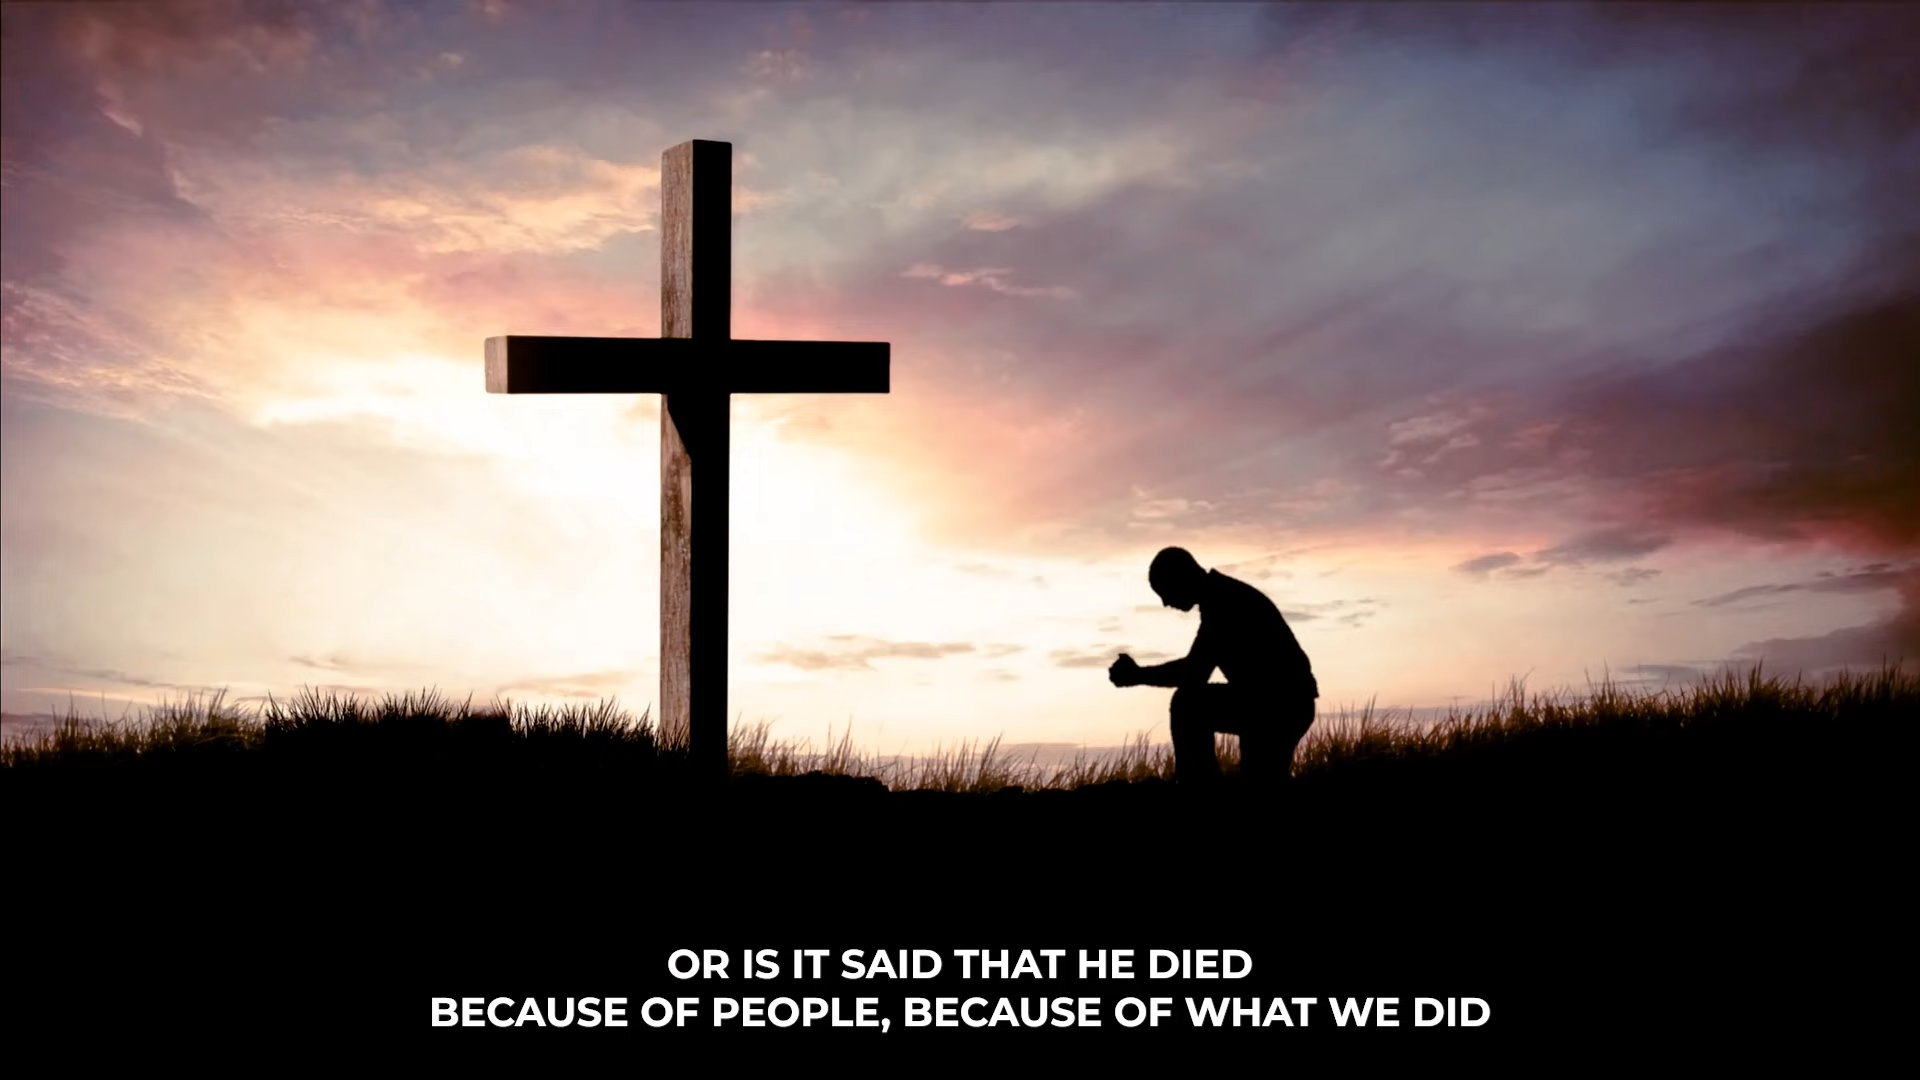 OR IS IT SAID THAT HE DIED
BECAUSE OF PEOPLE, BECAUSE OF WHAT WE DID